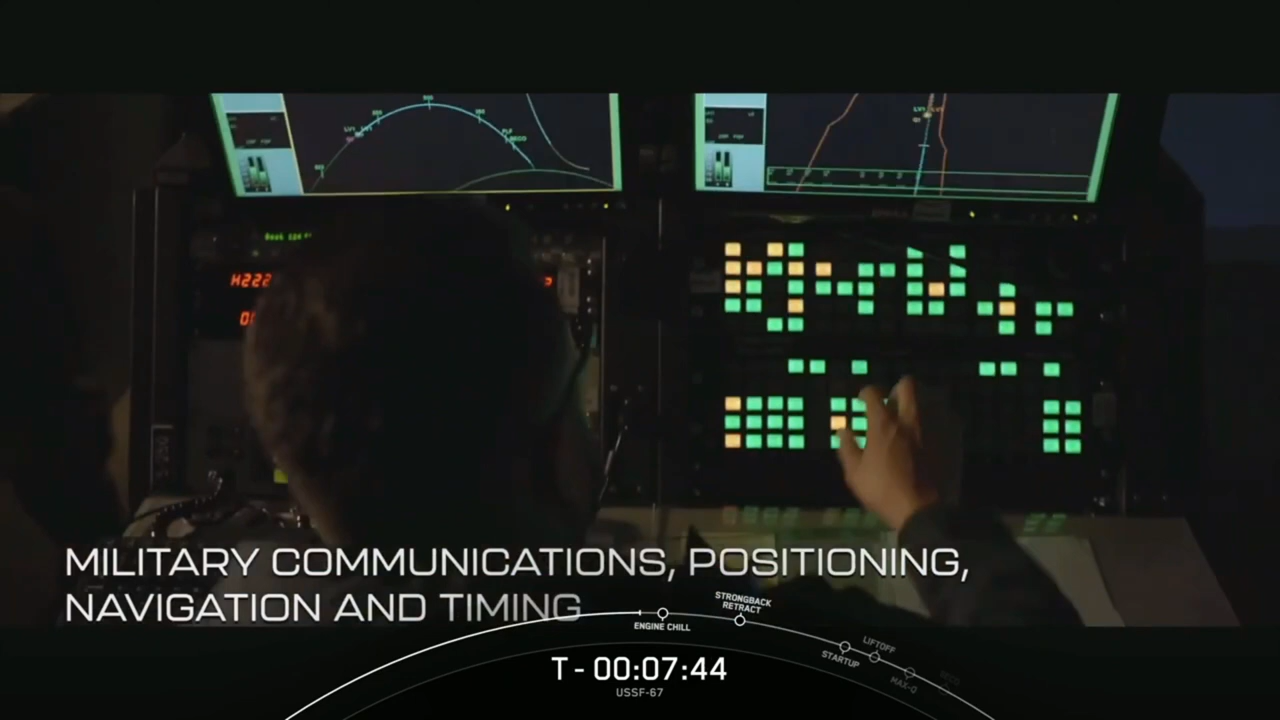 H222
MILITARY COMMUNICATIONS, POSITIONING,
NAVIGATION AND TIMING
STRONGBACK
RETRACT
ENGINE CHILL
LIFTOFF
STARTUP
MAX-Q
T- 00:07:44
USSF-67